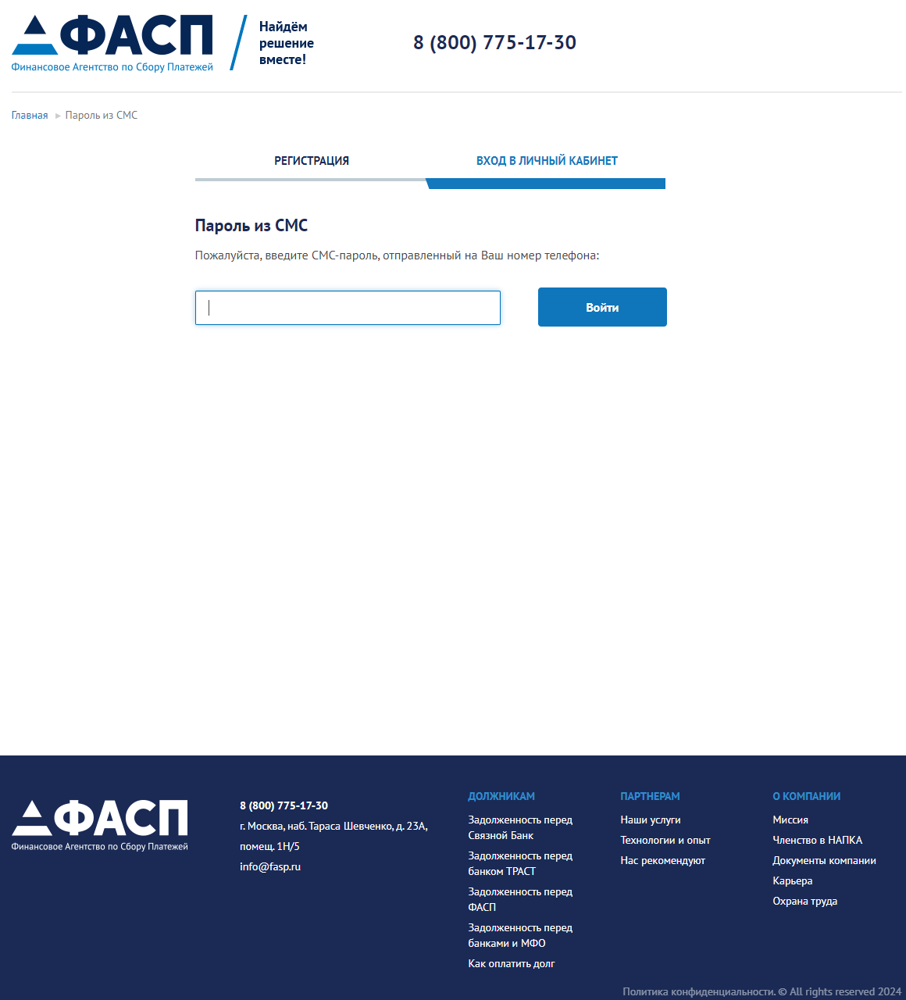 ФАСП
Финансовое Агентство по Сбору Платежей
Найдём
решение
вместе!
8 (800) 775-17-30
Главная ► Пароль из СМС
РЕГИСТРАЦИЯ
ВХОД В ЛИЧНЫЙ КАБИНЕТ
Пароль из СМС
Пожалуйста, введите СМС-пароль, отправленный на Ваш номер телефона:
Войти
ФАСП
Финансовое Агентство по Сбору Платежей
8 (800) 775-17-30
г. Москва, наб. Тараса Шевченко, д. 23А,
помещ. 1Н/5
info@fasp.ru
ДОЛЖНИКАМ
Задолженность перед
Связной Банк
Задолженность перед
банком ТРАСТ
Задолженность перед
ФАСП
Задолженность перед
банками и МФО
Как оплатить долг
ПАРТНЕРАМ
Наши услуги
Технологии и опыт
Нас рекомендуют
О КОМПАНИИ
Миссия
Членство в НАПКА
Документы компании
Карьера
Охрана труда
Политика конфиденциальности. © All rights reserved 2024